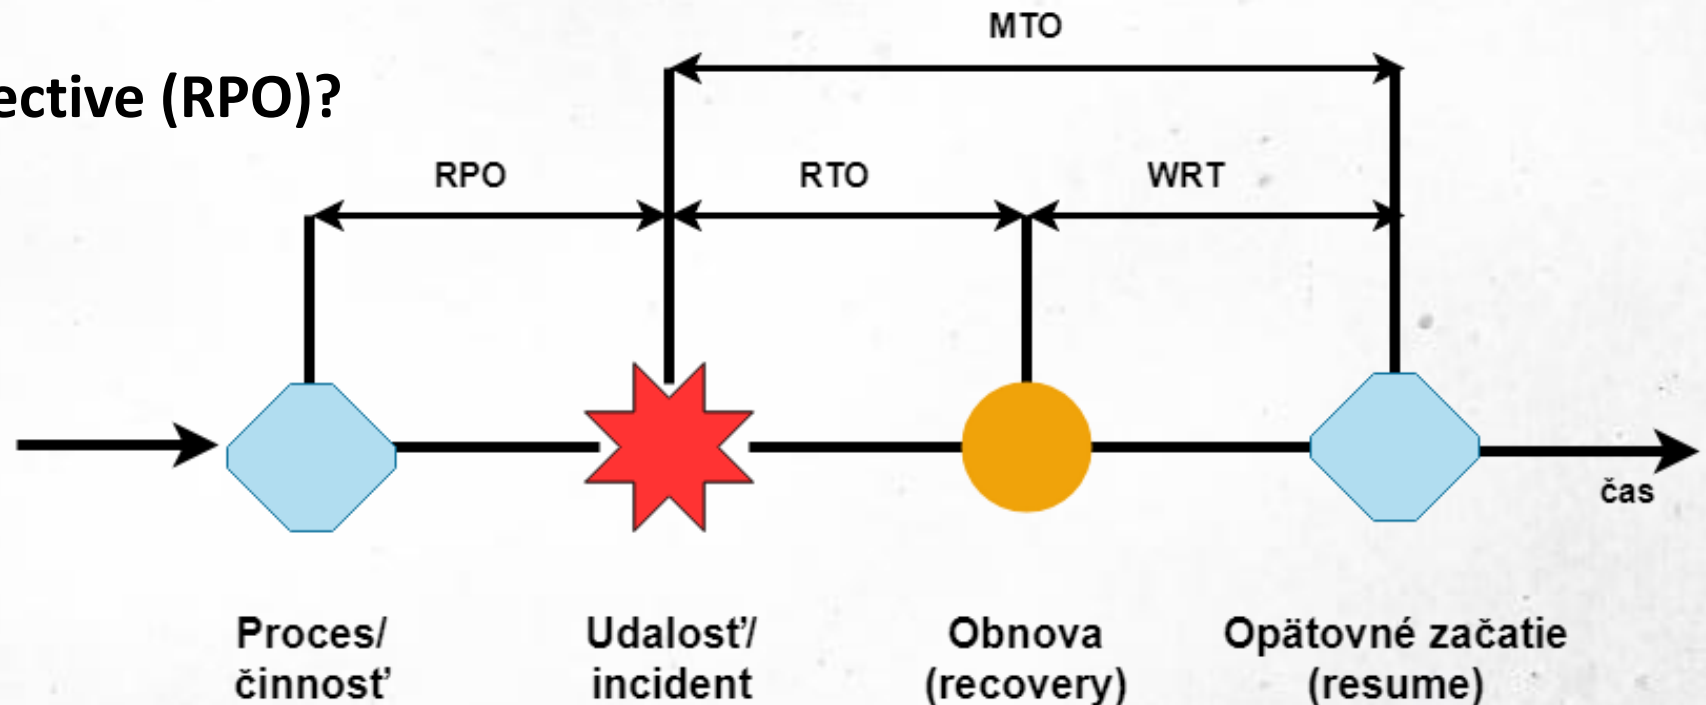 MTO
ective (RPO)?
RPO
RTO
WRT
čas
Proces/
činnosť
Udalosť/
incident
Obnova
(recovery)
Opätovné začatie
(resume)